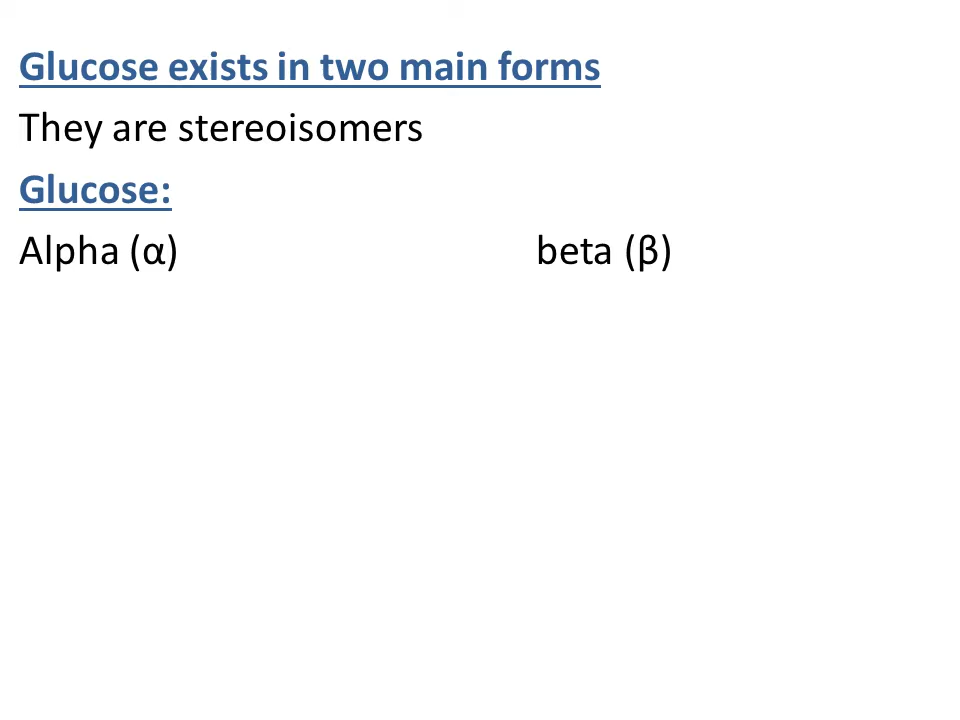 Glucose exists in two main forms
They are stereoisomers
Glucose:
Alpha (α) beta (β)